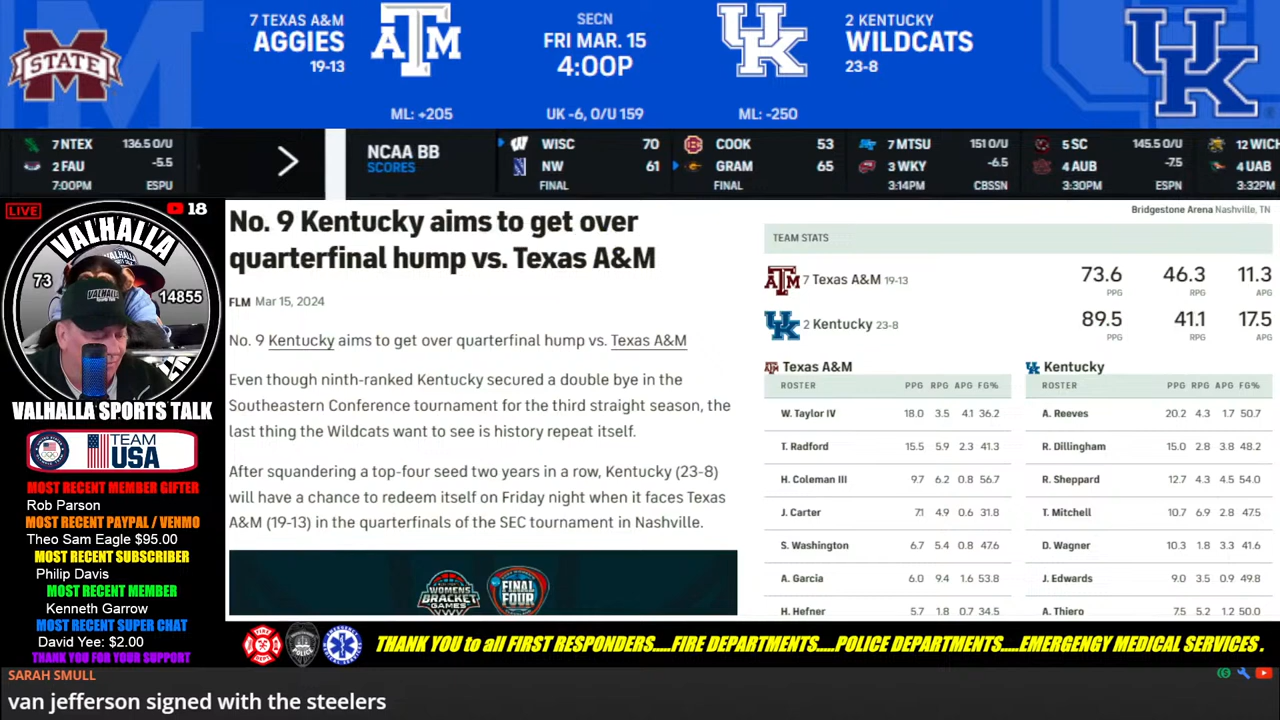 STATE
7 TEXAS A&M
AGGIES
19-13
ATM
SECN
FRI MAR. 15
4:00P
UK
2 KENTUCKY
WILDCATS
23-8
UK
ML: +205
UK -6, O/U 159
ML: -250
7 NTEX 136.5 O/U
2 FAU -5.5
7:00PM ESPU
NCAA BB
SCORES
WISC 70
NW 61
FINAL
COOK 53
GRAM 65
FINAL
7 MTSU 151 O/U
3 WKY -6.5
3:14PM CBSSN
5 SC 145.5 O/U
4 AUB -7.5
3:30PM ESPN
12 WICH
4 UAB
3:32PM
LIVE
18
VALHALLA
73
14855
VALHALLA SPORTS TALK
TEAM
USA
MOST RECENT MEMBER GIFTER
Rob Parson
MOST RECENT PAYPAL / VENMO
Theo Sam Eagle $95.00
MOST RECENT SUBSCRIBER
Philip Davis
MOST RECENT MEMBER
Kenneth Garrow
MOST RECENT SUPER CHAT
David Yee: $2.00
THANK YOU FOR YOUR SUPPORT
No. 9 Kentucky aims to get over
quarterfinal hump vs. Texas A&M
FLM Mar 15, 2024
No. 9 Kentucky aims to get over quarterfinal hump vs. Texas A&M
Even though ninth-ranked Kentucky secured a double bye in the
Southeastern Conference tournament for the third straight season, the
last thing the Wildcats want to see is history repeat itself.
After squandering a top-four seed two years in a row, Kentucky (23-8)
will have a chance to redeem itself on Friday night when it faces Texas
A&M (19-13) in the quarterfinals of the SEC tournament in Nashville.
WOMENS
BRACKET
GAMES
FINAL
FOUR
Bridgestone Arena Nashville, TN
TEAM STATS
7 Texas A&M 19-13 73.6 46.3 11.3
PPG RPG APG
2 Kentucky 23-8 89.5 41.1 17.5
PPG RPG APG
Texas A&M
ROSTER PPG RPG APG FG%
W. Taylor IV 18.0 3.5 4.1 36.2
T. Radford 15.5 5.9 2.3 41.3
H. Coleman III 9.7 6.2 0.8 56.7
J. Carter 7.1 4.9 0.6 31.8
S. Washington 6.7 5.4 0.8 47.6
A. Garcia 6.0 9.4 1.6 53.8
H. Hefner 5.7 1.8 0.7 34.5
Kentucky
ROSTER PPG RPG APG FG%
A. Reeves 20.2 4.3 1.7 50.7
R. Dillingham 15.0 2.8 3.8 48.2
R. Sheppard 12.7 4.3 4.5 54.0
T. Mitchell 10.7 6.9 2.8 47.5
D. Wagner 10.3 1.8 3.3 41.6
J. Edwards 9.0 3.5 0.9 49.8
A. Thiero 7.5 5.2 1.2 50.0
THANK YOU to all FIRST RESPONDERS.....FIRE DEPARTMENTS.....POLICE DEPARTMENTS.....EMERGENCY MEDICAL SERVICES .
SARAH SMULL
van jefferson signed with the steelers